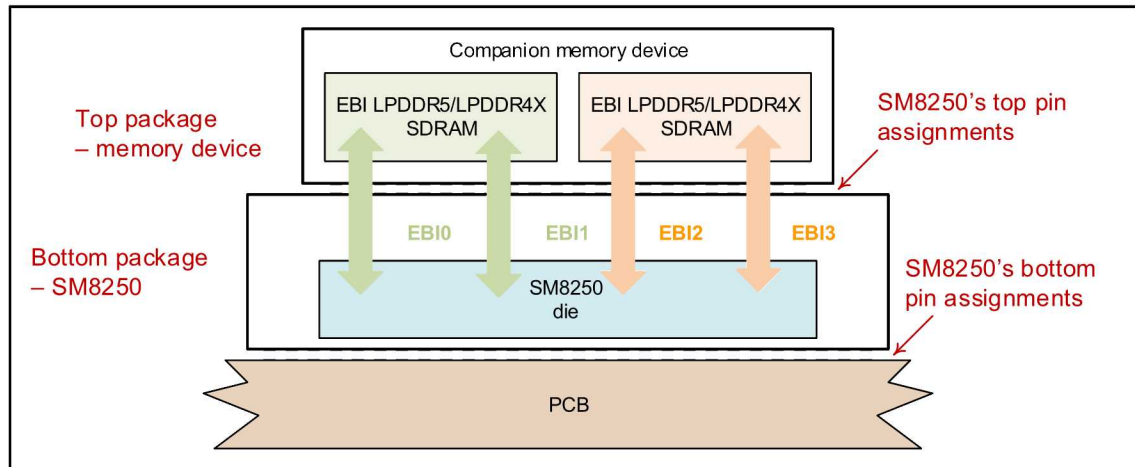 Companion memory device
EBI LPDDR5/LPDDR4X
SDRAM
EBI LPDDR5/LPDDR4X
SDRAM
Top package
– memory device
SM8250's top pin
assignments
EBI0
EBI1
EBI2
EBI3
Bottom package
– SM8250
SM8250's bottom
pin assignments
SM8250
die
PCB